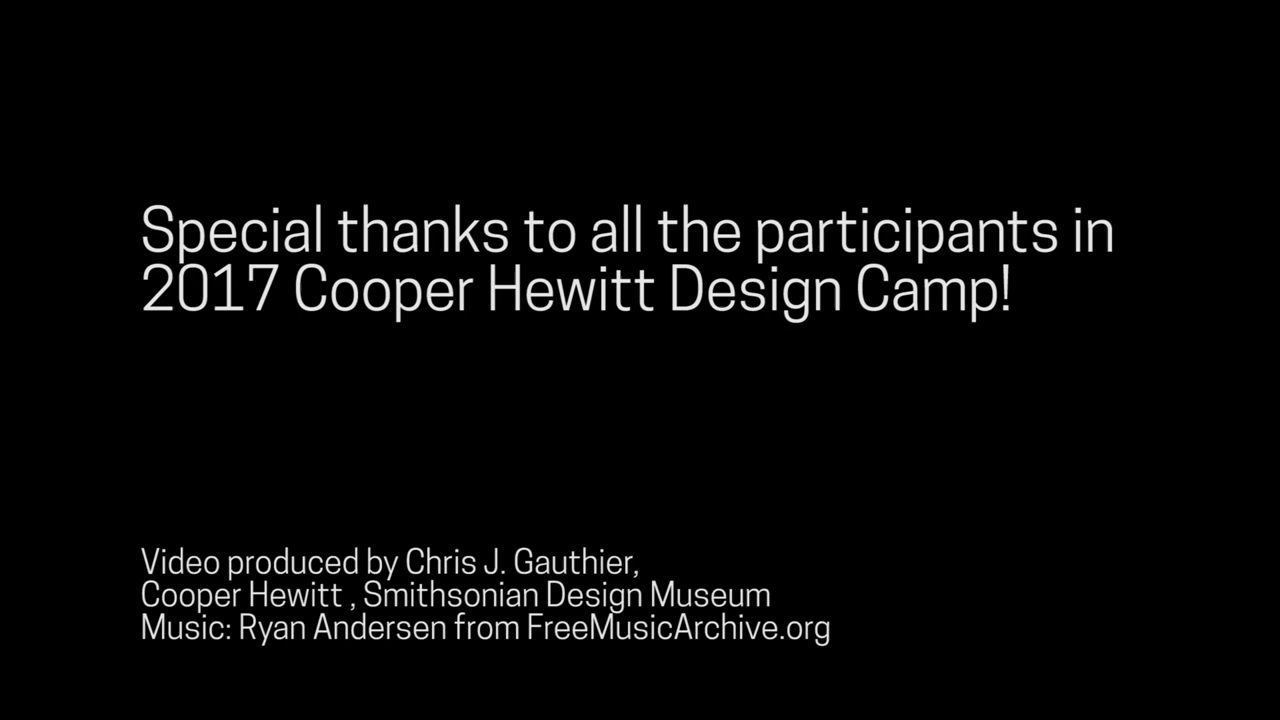 Special thanks to all the participants in
2017 Cooper Hewitt Design Camp!
Video produced by Chris J. Gauthier,
Cooper Hewitt , Smithsonian Design Museum
Music: Ryan Andersen from FreeMusicArchive.org